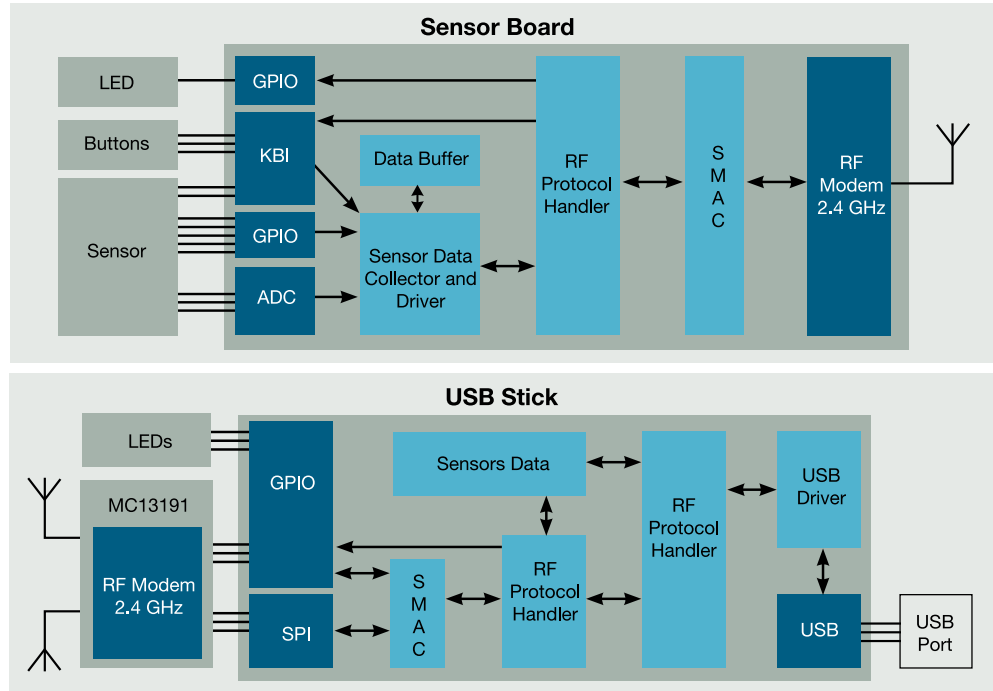 Sensor Board
LED
GPIO
Buttons
KBI
Data Buffer
Sensor
GPIO
ADC
Sensor Data
Collector and
Driver
RF
Protocol
Handler
S
M
A
C
RF
Modem
2.4 GHz
USB Stick
LEDs
GPIO
MC13191
RF Modem
2.4 GHz
SPI
S
M
A
C
Sensors Data
RF
Protocol
Handler
RF
Protocol
Handler
USB
Driver
USB
USB
Port